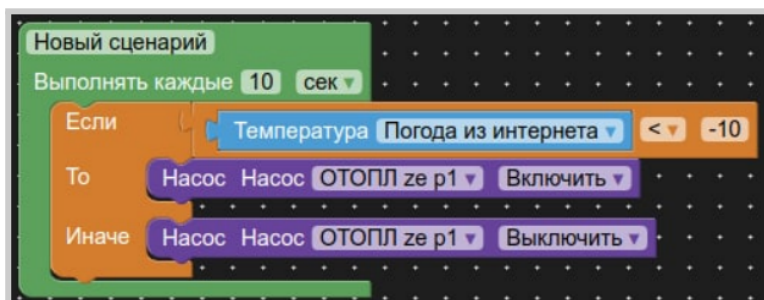 Новый сценарий
Выполнять каждые 10 сек
Если Температура Погода из интернета < -10
То Насос Насос ОТОПЛ ze p1 Включить
Иначе Насос Насос ОТОПЛ ze p1 Выключить